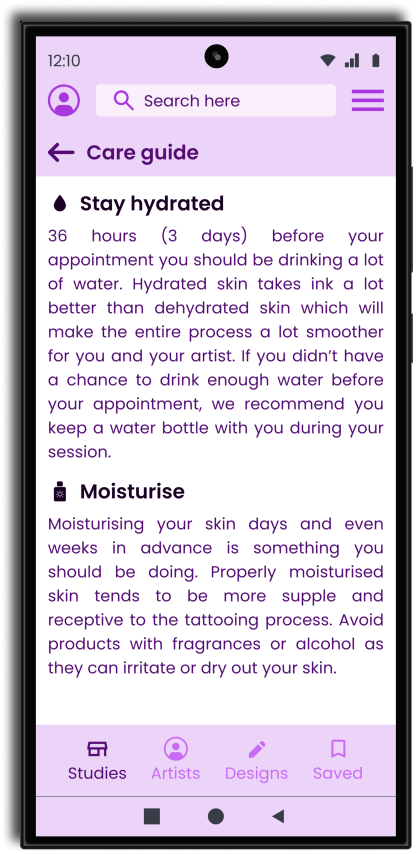 12:10
Search here
Care guide
Stay hydrated
36 hours (3 days) before your
appointment you should be drinking a lot
of water. Hydrated skin takes ink a lot
better than dehydrated skin which will
make the entire process a lot smoother
for you and your artist. If you didn’t have
a chance to drink enough water before
your appointment, we recommend you
keep a water bottle with you during your
session.
Moisturise
Moisturising your skin days and even
weeks in advance is something you
should be doing. Properly moisturised
skin tends to be more supple and
receptive to the tattooing process. Avoid
products with fragrances or alcohol as
they can irritate or dry out your skin.
Studies Artists Designs Saved